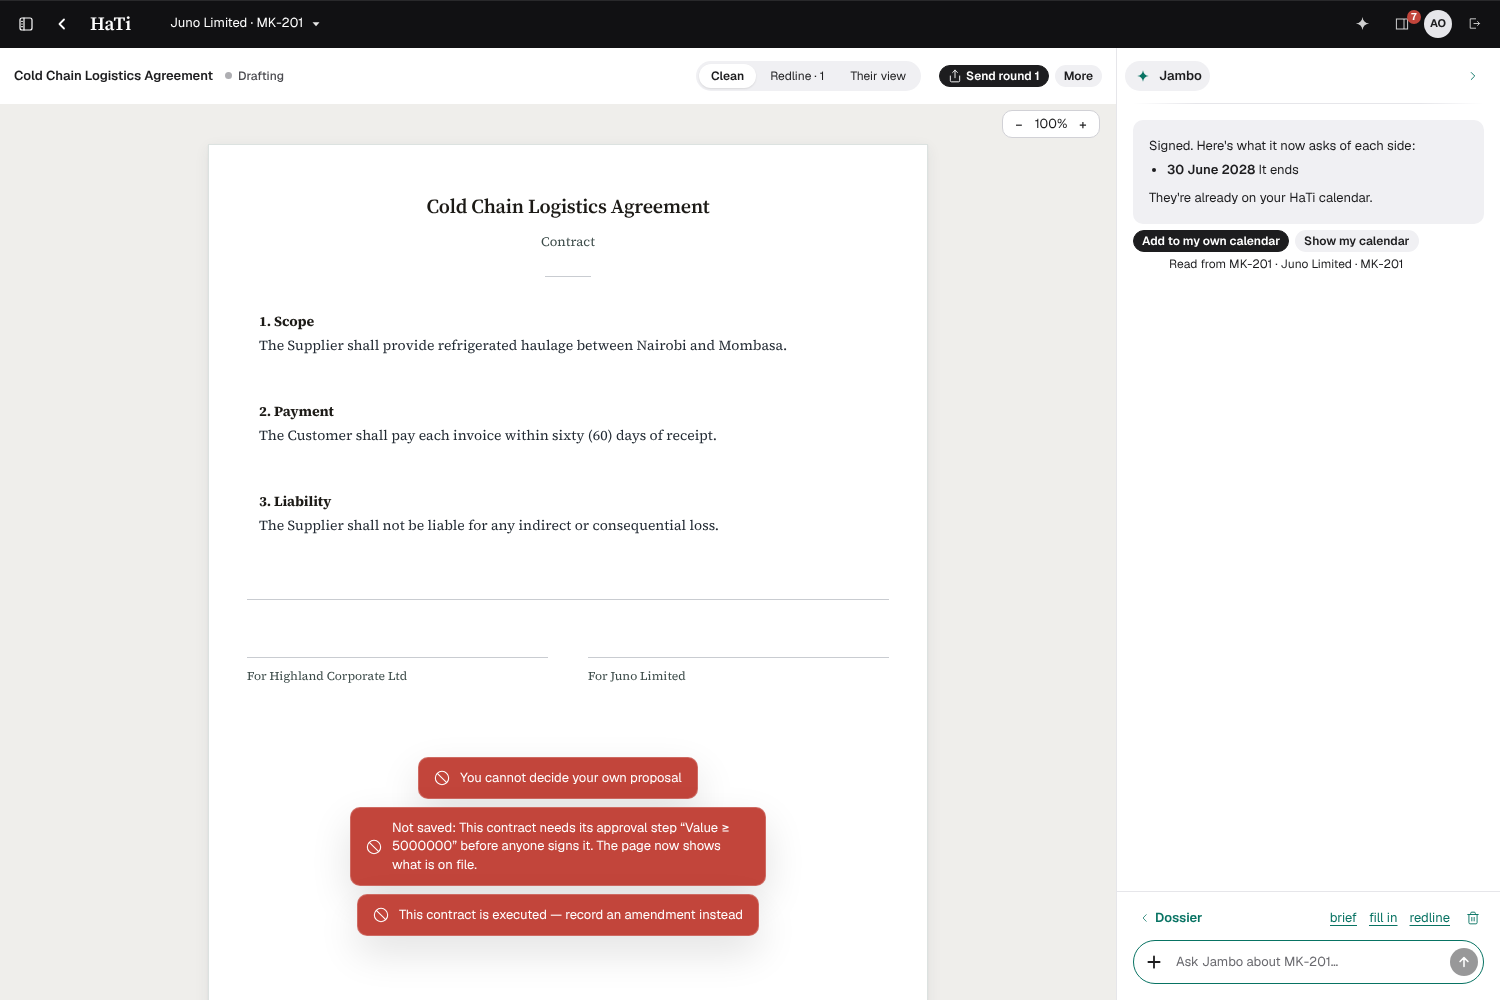 HaTi
Juno Limited · MK-201
7
AO
Cold Chain Logistics Agreement
Drafting
Clean
Redline · 1
Their view
Send round 1
More
Jambo
− 100% +
Signed. Here's what it now asks of each side:
• 30 June 2028 It ends
They're already on your HaTi calendar.
Add to my own calendar
Show my calendar
Read from MK-201 · Juno Limited · MK-201
Cold Chain Logistics Agreement
Contract
1. Scope
The Supplier shall provide refrigerated haulage between Nairobi and Mombasa.
2. Payment
The Customer shall pay each invoice within sixty (60) days of receipt.
3. Liability
The Supplier shall not be liable for any indirect or consequential loss.
For Highland Corporate Ltd
For Juno Limited
You cannot decide your own proposal
Not saved: This contract needs its approval step “Value ≥
5000000” before anyone signs it. The page now shows
what is on file.
This contract is executed — record an amendment instead
Dossier
brief
fill in
redline
Ask Jambo about MK-201...